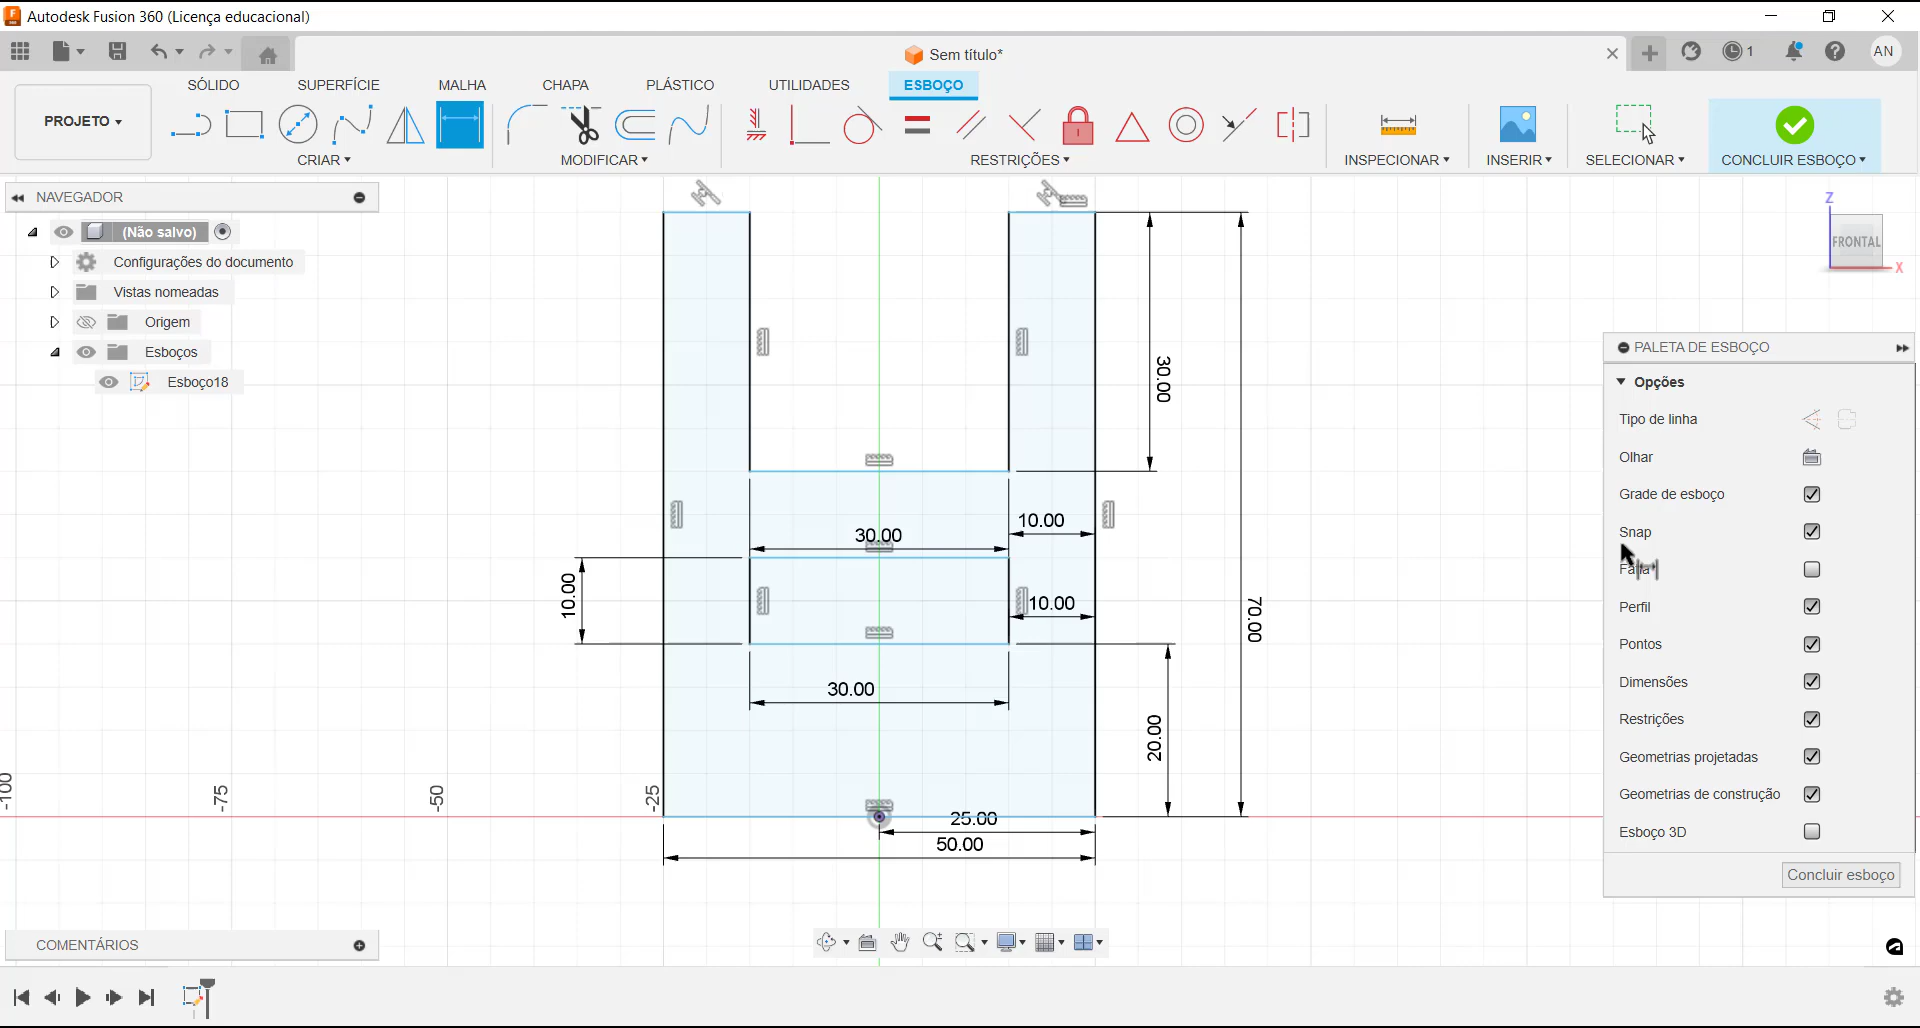 Autodesk Fusion 360 (Licença educacional)
Sem título*
1
AN
SÓLIDO
SUPERFÍCIE
MALHA
CHAPA
PLÁSTICO
UTILIDADES
ESBOÇO
PROJETO
CRIAR
MODIFICAR
RESTRIÇÕES
INSPECIONAR
INSERIR
SELECIONAR
CONCLUIR ESBOÇO
NAVEGADOR
(Não salvo)
Configurações do documento
Vistas nomeadas
Origem
Esboços
Esboço18
Z
FRONTAL
X
30.00
30.00
10.00
10.00
10.00
70.00
30.00
20.00
25.00
50.00
-100
-75
-50
-25
PALETA DE ESBOÇO
Opções
Tipo de linha
Olhar
Grade de esboço
Snap
Fatia
Perfil
Pontos
Dimensões
Restrições
Geometrias projetadas
Geometrias de construção
Esboço 3D
Concluir esboço
COMENTÁRIOS